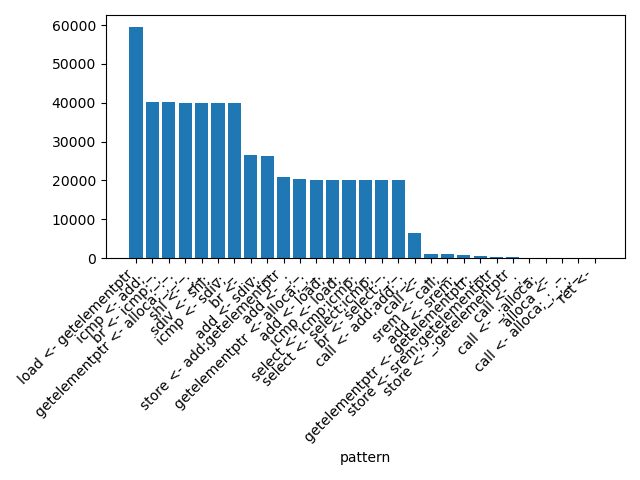 60000
50000
40000
30000
20000
10000
0
load <- getelementptr
icmp <- add;_
br <- icmp;_;_
getelementptr <- alloca;_;_
shl <- _;_
sdiv <- shl;_
icmp <- sdiv;_
br <- _
add <- sdiv;_
store <- add;getelementptr
add <- _;_
getelementptr <- alloca;_
add <- load;_
icmp <- load;_
select <- icmp;icmp;_
select <- select;icmp;_
br <- select;_;_
call <- add;add;_
call <- _
srem <- call;_
add <- srem;_
getelementptr <- getelementptr;_
store <- srem;getelementptr
store <- _;getelementptr
call <- _
call <- _;alloca;_
alloca <- _
call <- alloca;_;_;_
ret <-
pattern